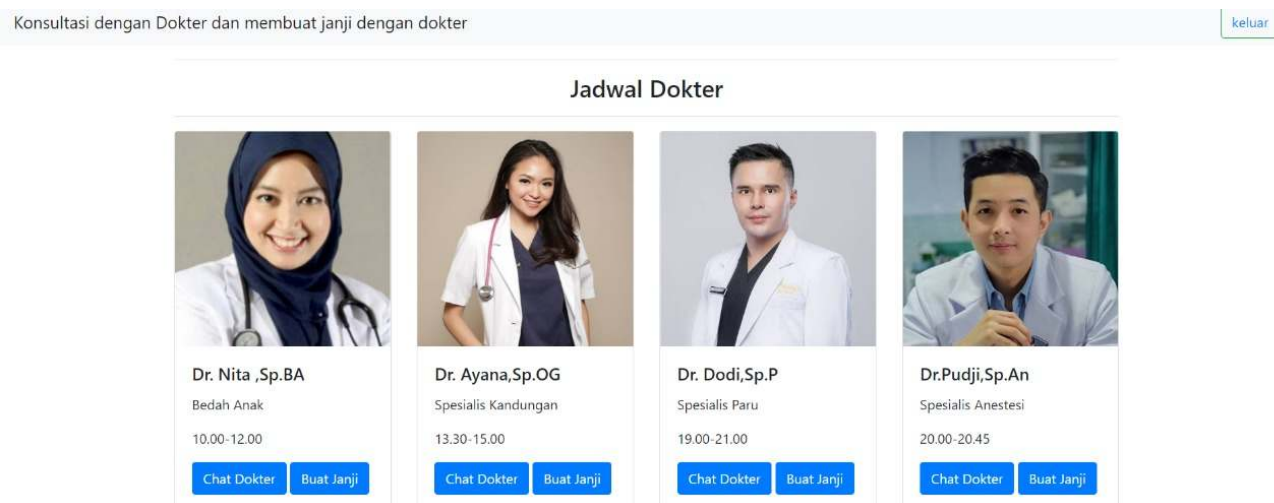 Konsultasi dengan Dokter dan membuat janji dengan dokter
keluar
Jadwal Dokter
Dr. Nita ,Sp.BA
Bedah Anak
10.00-12.00
Chat Dokter Buat Janji
Dr. Ayana,Sp.OG
Spesialis Kandungan
13.30-15.00
Chat Dokter Buat Janji
Dr. Dodi,Sp.P
Spesialis Paru
19.00-21.00
Chat Dokter Buat Janji
Dr.Pudji,Sp.An
Spesialis Anestesi
20.00-20.45
Chat Dokter Buat Janji